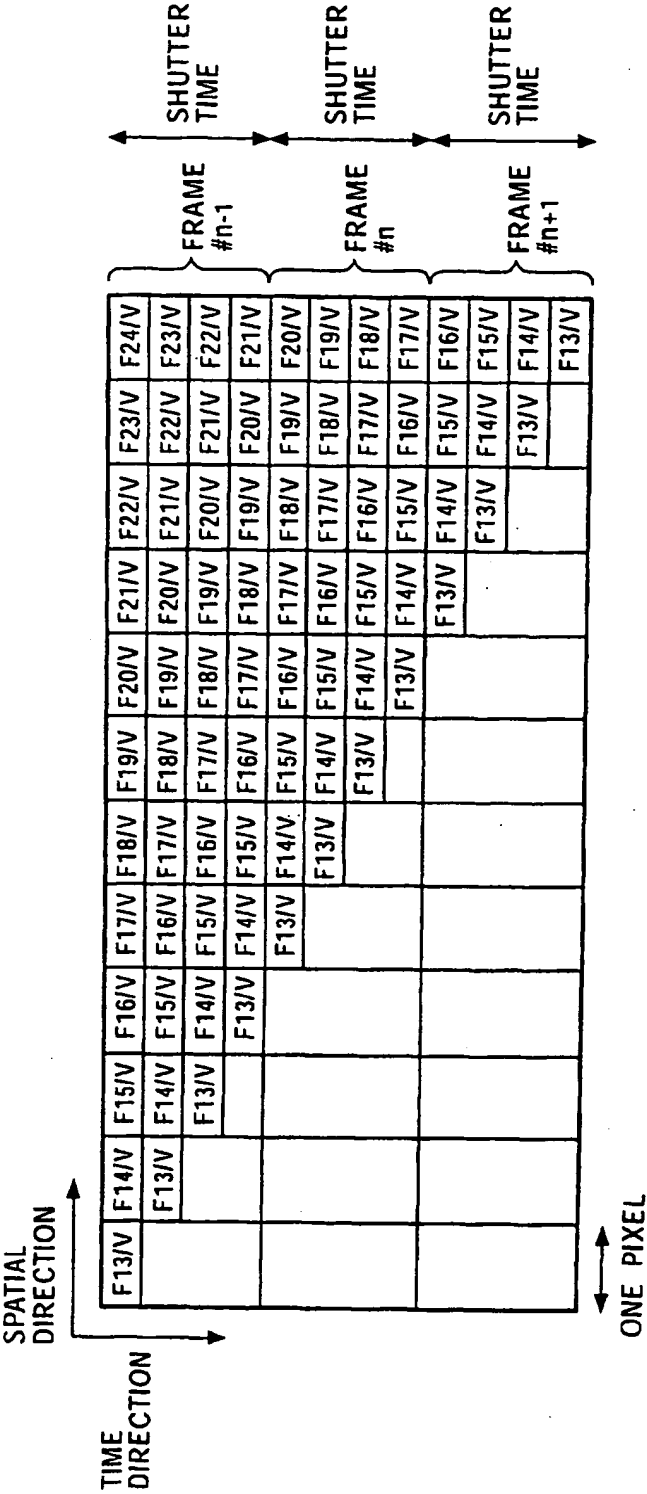 SPATIAL
DIRECTION
TIME
DIRECTION
F13/V F14/V F15/V F16/V F17/V F18/V F19/V F20/V F21/V F22/V F23/V F24/V
F13/V F14/V F15/V F16/V F17/V F18/V F19/V F20/V F21/V F22/V F23/V
F13/V F14/V F15/V F16/V F17/V F18/V F19/V F20/V F21/V F22/V
F13/V F14/V F15/V F16/V F17/V F18/V F19/V F20/V F21/V
F13/V F14/V F15/V F16/V F17/V F18/V F19/V F20/V
F13/V F14/V F15/V F16/V F17/V F18/V F19/V
F13/V F14/V F15/V F16/V F17/V F18/V
F13/V F14/V F15/V F16/V F17/V
F13/V F14/V F15/V F16/V
F13/V F14/V F15/V
F13/V F14/V
F13/V
FRAME
#n-1
SHUTTER
TIME
FRAME
#n
SHUTTER
TIME
FRAME
#n+1
SHUTTER
TIME
ONE PIXEL